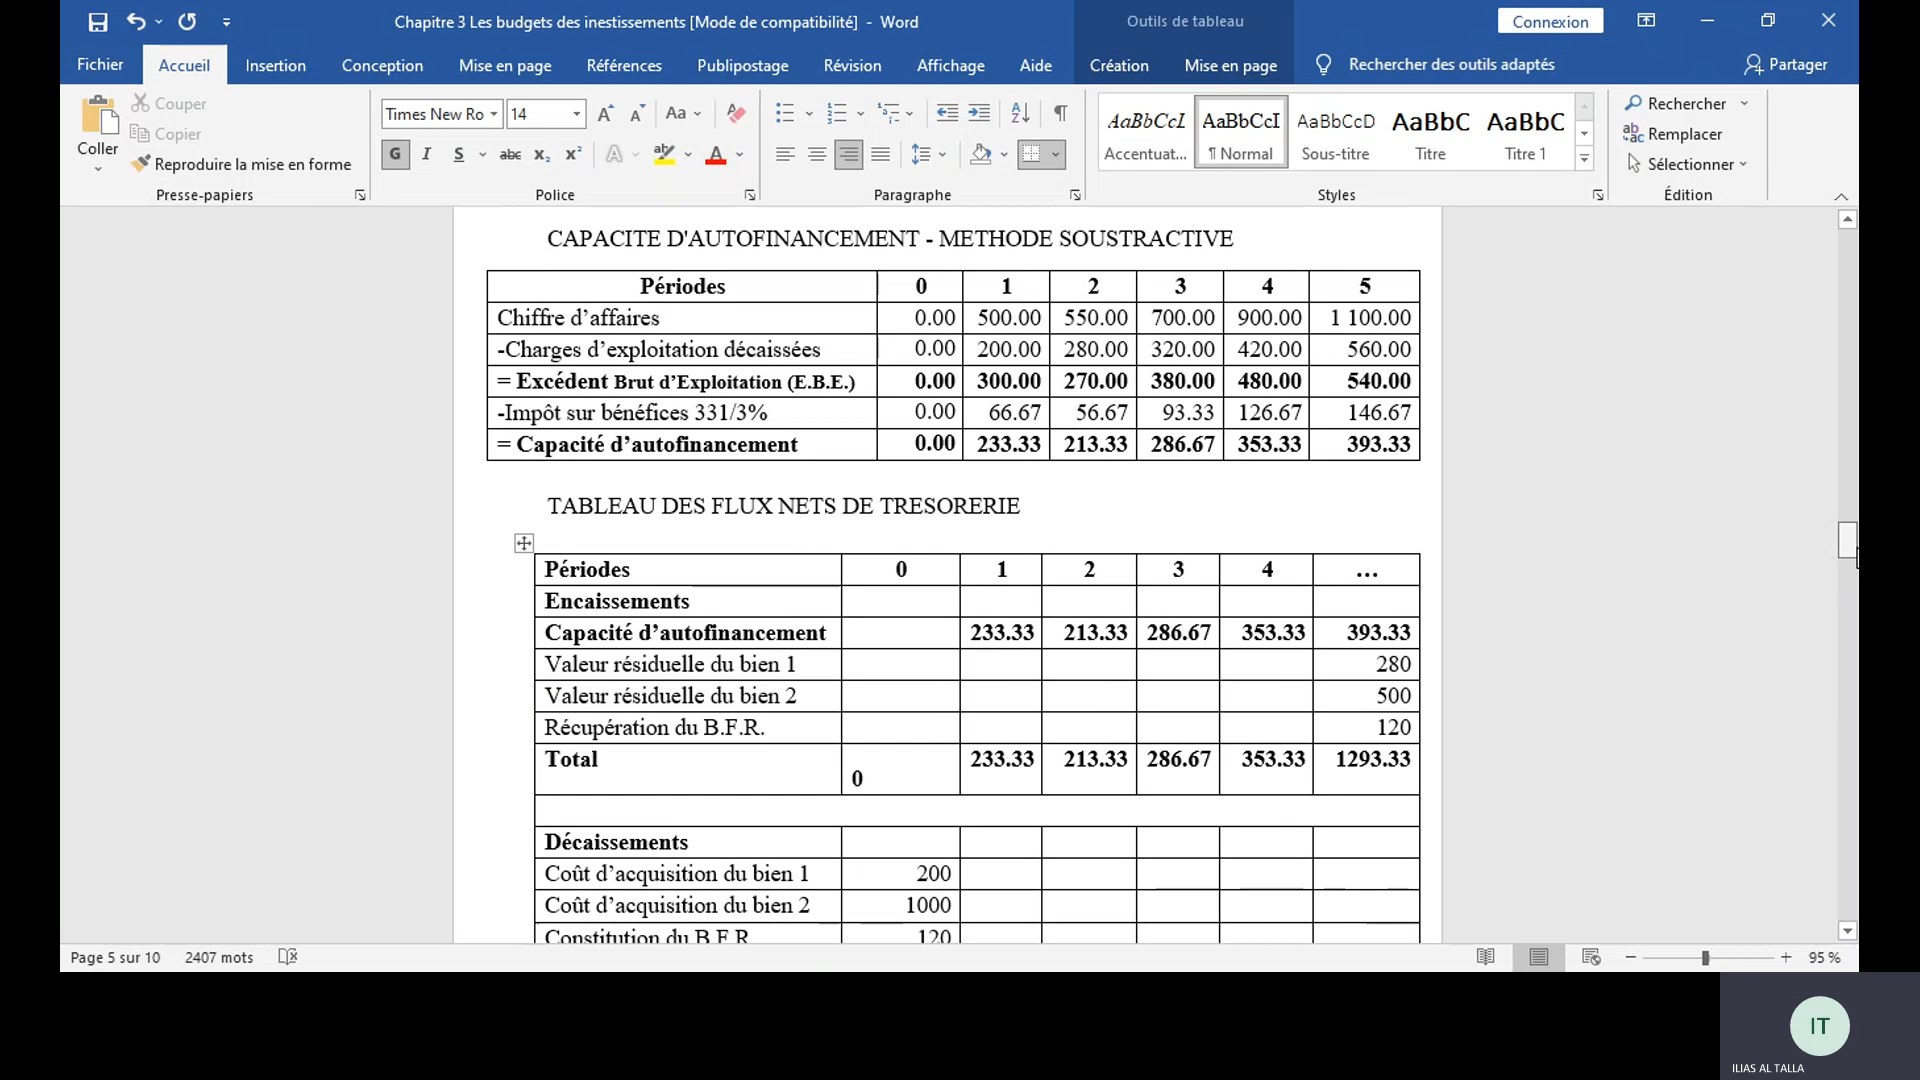 Chapitre 3 Les budgets des inestissements [Mode de compatibilité] - Word
Outils de tableau
Connexion
Fichier Accueil Insertion Conception Mise en page Références Publipostage Révision Affichage Aide Création Mise en page Rechercher des outils adaptés Partager
Coller
Couper
Copier
Reproduire la mise en forme
Presse-papiers
Times New Ro 14
Aa
G I S abc x₂ x²
Police
Paragraphe
AaBbCcI AaBbCcI AaBbCcD AaBbC AaBbC
Accentuat... ¶ Normal Sous-titre Titre Titre 1
Styles
Rechercher
Remplacer
Sélectionner
Édition
CAPACITE D'AUTOFINANCEMENT - METHODE SOUSTRACTIVE
Périodes 0 1 2 3 4 5
Chiffre d’affaires 0.00 500.00 550.00 700.00 900.00 1 100.00
-Charges d’exploitation décaissées 0.00 200.00 280.00 320.00 420.00 560.00
= Excédent Brut d’Exploitation (E.B.E.) 0.00 300.00 270.00 380.00 480.00 540.00
-Impôt sur bénéfices 331/3% 0.00 66.67 56.67 93.33 126.67 146.67
= Capacité d’autofinancement 0.00 233.33 213.33 286.67 353.33 393.33
TABLEAU DES FLUX NETS DE TRESORERIE
Périodes 0 1 2 3 4 …
Encaissements
Capacité d’autofinancement 233.33 213.33 286.67 353.33 393.33
Valeur résiduelle du bien 1 280
Valeur résiduelle du bien 2 500
Récupération du B.F.R. 120
Total 0 233.33 213.33 286.67 353.33 1293.33
Décaissements
Coût d’acquisition du bien 1 200
Coût d’acquisition du bien 2 1000
Constitution du B.F.R. 120
Page 5 sur 10 2407 mots 95 %
IT
ILIAS AL TALLA